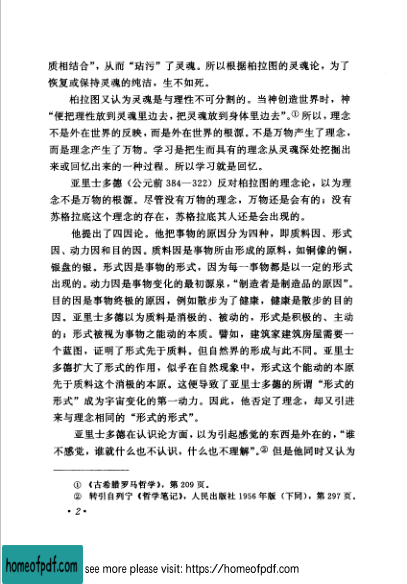 质相结合”，从而“玷污”了灵魂。所以根据柏拉图的灵魂论，为了
恢复或保持灵魂的纯洁。生不如死。
柏拉图又认为灵魂是与理性不可分割的。当神创造世界时，神
“便把理性放到灵魂里边去，把灵魂放到身体里边去”。①所以，理念
不是外在世界的反映，而是外在世界的根源。不是万物产生了理念，
而是理念产生了万物。学习是把生而具有的理念从灵魂深处挖掘出
来或回忆出来的一种过程。所以学习就是回忆。
亚里士多德（公元前384—322）反对柏拉图的理念论，以为理
念不是万物的根源。尽管没有万物的理念，万物还是会有的；没有
苏格拉底这个理念的存在，苏格拉底其人还是会出现的。
他提出了四因论。他把事物的原因分为四种，即质料因、形式
因、动力因和目的因。质料因是事物所由形成的原料，如铜像的铜，
银盘的银。形式因是事物的形式，因为每一事物都是以一定的形式
出现的。动力因是事物变化的最初源泉，“制造者是制造品的原因”。
目的因是事物终极的原因，例如散步为了健康，健康是散步的目的
因。亚里士多德以为质料是消极的、被动的，形式是积极的、主动
的；形式被视为事物之能动的本质。譬如，建筑家建筑房屋需要一
个蓝图，证明了形式先于质料。但自然界的形成与此不同。亚里士
多德扩大了形式的作用，似乎在自然现象中，形式这个能动的本原
先于质料这个消极的本原。这便导致了亚里士多德的所谓“形式的
形式”成为宇宙变化的第一动力。因此，他否定了理念，却又引进
来与理念相同的“形式的形式”。
亚里士多德在认识论方面，以为引起感觉的东西是外在的，“谁
不感觉，谁就什么也不认识，什么也不理解”。②但是他同时又认为
① 《古希腊罗马哲学》，第209页。
② 转引自列宁《哲学笔记》，人民出版社1956年版（下同），第297页。
·2·
homeofpdf.com
see more please visit: https://homeofpdf.com